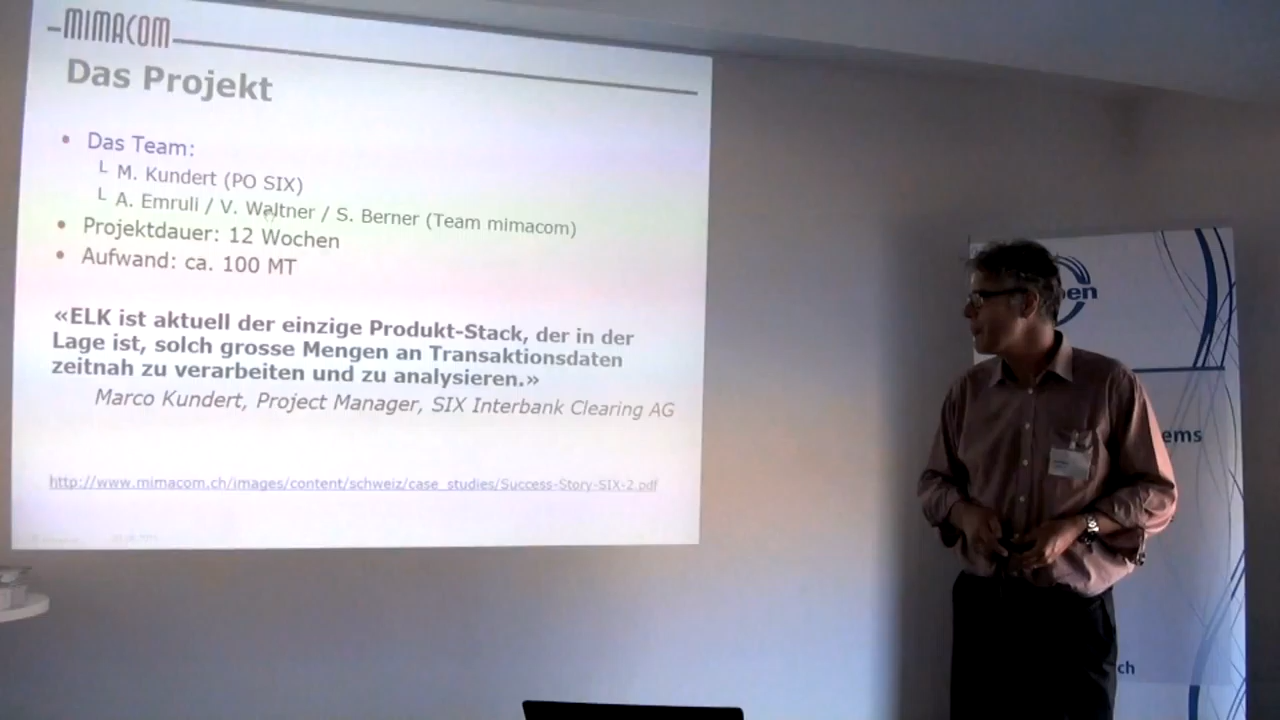 mimacom
Das Projekt
• Das Team:
└ M. Kundert (PO SIX)
└ A. Emruli / V. Waltner / S. Berner (Team mimacom)
• Projektdauer: 12 Wochen
• Aufwand: ca. 100 MT
«ELK ist aktuell der einzige Produkt-Stack, der in der
Lage ist, solch grosse Mengen an Transaktionsdaten
zeitnah zu verarbeiten und zu analysieren.»
Marco Kundert, Project Manager, SIX Interbank Clearing AG
http://www.mimacom.ch/images/content/schweiz/case_studies/Success-Story-SIX-2.pdf
pen
ems
ch